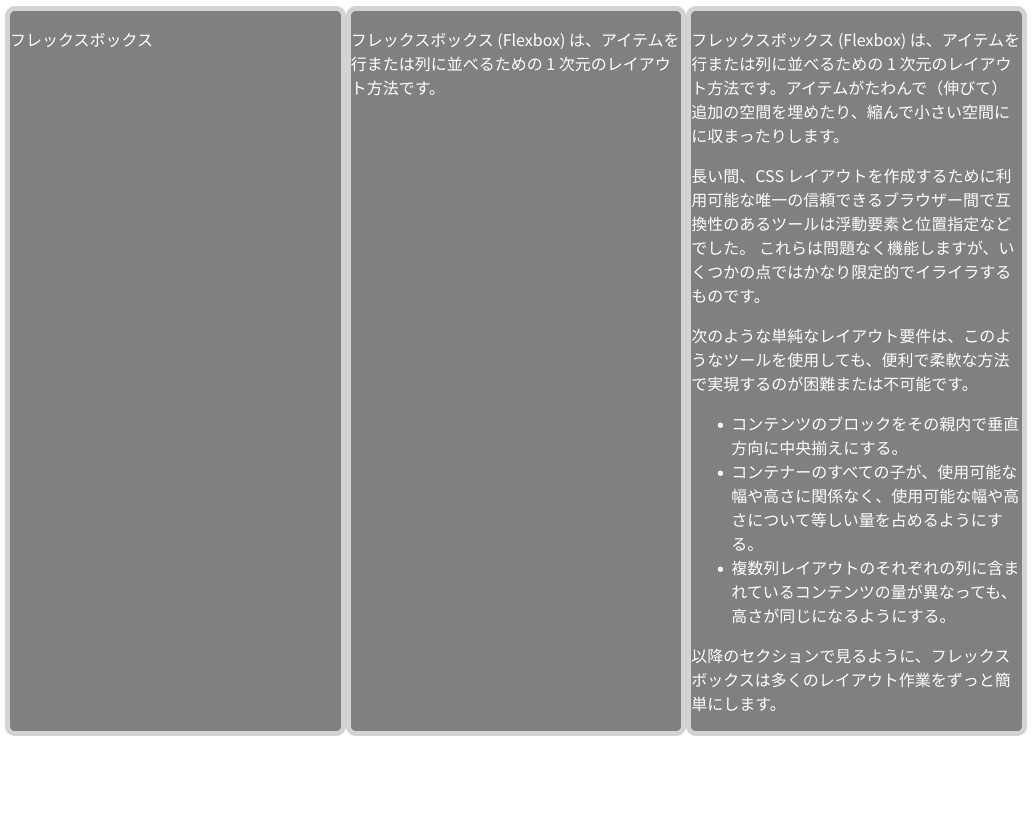 フレックスボックス
フレックスボックス (Flexbox) は、アイテムを
行または列に並べるための 1 次元のレイアウ
ト方法です。
フレックスボックス (Flexbox) は、アイテムを
行または列に並べるための 1 次元のレイアウ
ト方法です。アイテムがたわんで（伸びて）
追加の空間を埋めたり、縮んで小さい空間に
に収まったりします。
長い間、CSS レイアウトを作成するために利
用可能な唯一の信頼できるブラウザー間で互
換性のあるツールは浮動要素と位置指定など
でした。 これらは問題なく機能しますが、い
くつかの点ではかなり限定的でイライラする
ものです。
次のような単純なレイアウト要件は、このよ
うなツールを使用しても、便利で柔軟な方法
で実現するのが困難または不可能です。
• コンテンツのブロックをその親内で垂直
方向に中央揃えにする。
• コンテナーのすべての子が、使用可能な
幅や高さに関係なく、使用可能な幅や高
さについて等しい量を占めるようにす
る。
• 複数列レイアウトのそれぞれの列に含ま
れているコンテンツの量が異なっても、
高さが同じになるようにする。
以降のセクションで見るように、フレックス
ボックスは多くのレイアウト作業をずっと簡
単にします。